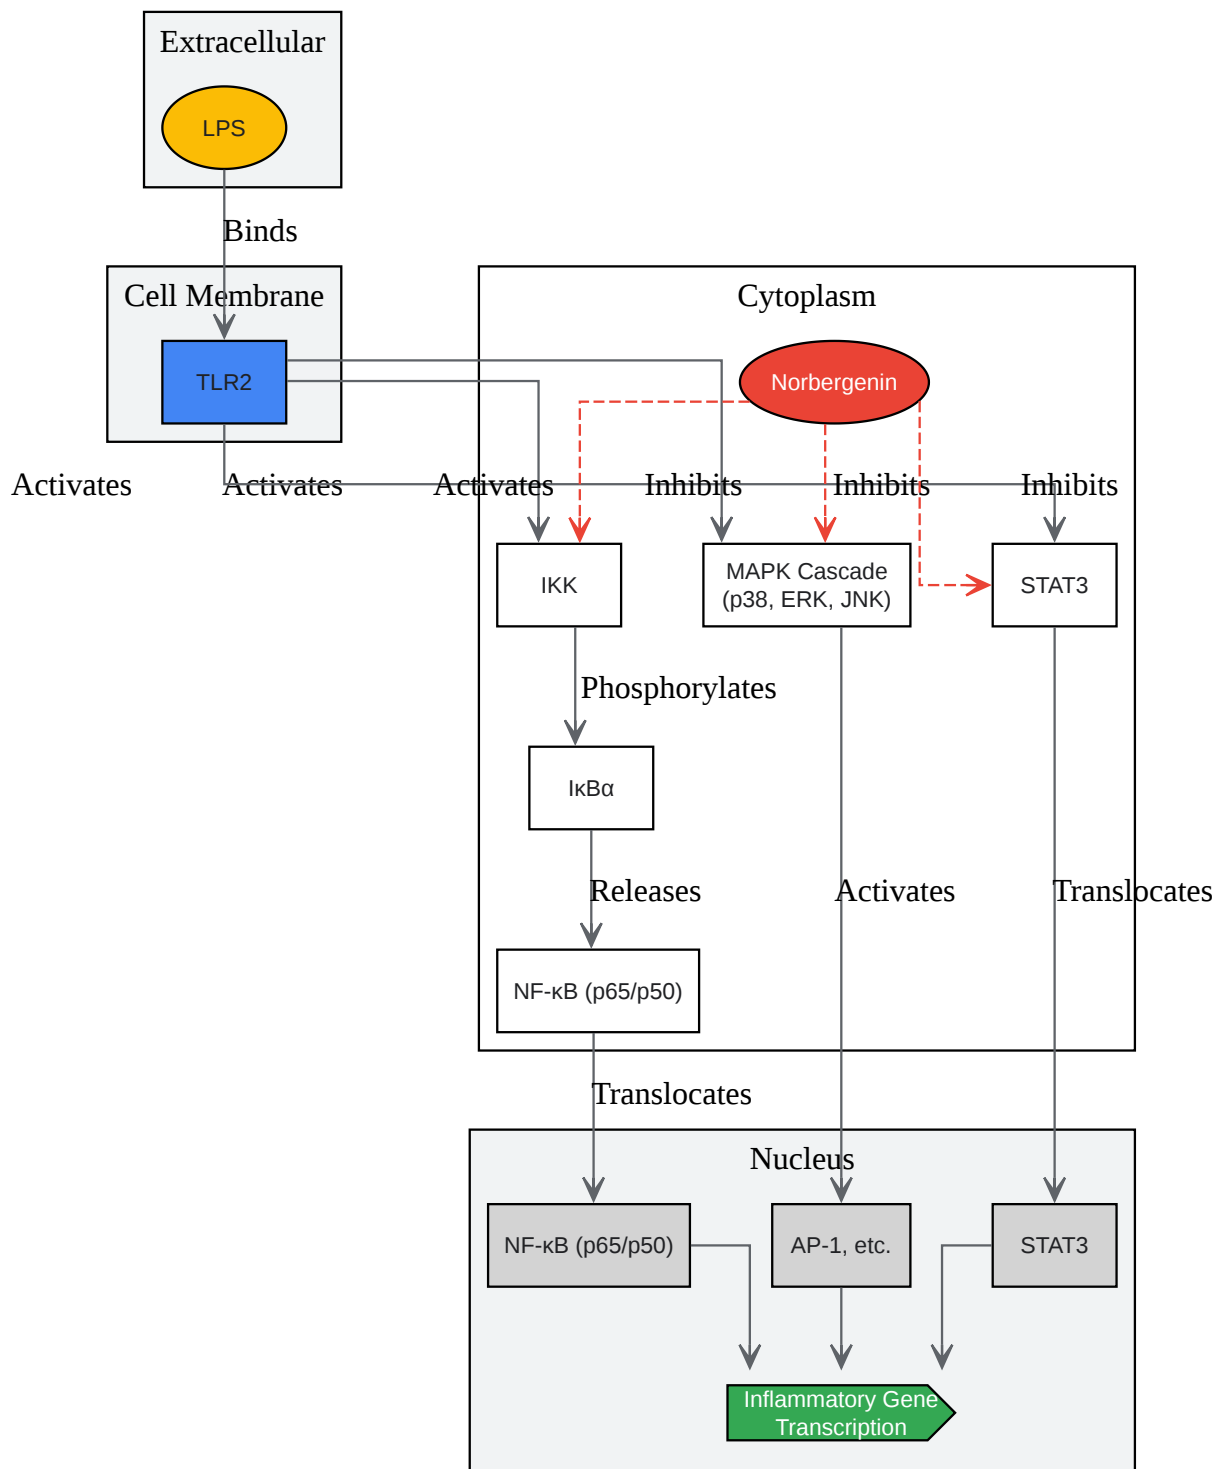 Extracellular
LPS
Binds
Cell Membrane
Cytoplasm
TLR2
Norbergenin
Activates
Activates
Activates
Inhibits
Inhibits
Inhibits
IKK
MAPK Cascade
(p38, ERK, JNK)
STAT3
Phosphorylates
IκBα
Releases
Activates
Translocates
NF-κB (p65/p50)
Translocates
Nucleus
NF-κB (p65/p50)
AP-1, etc.
STAT3
Inflammatory Gene
Transcription